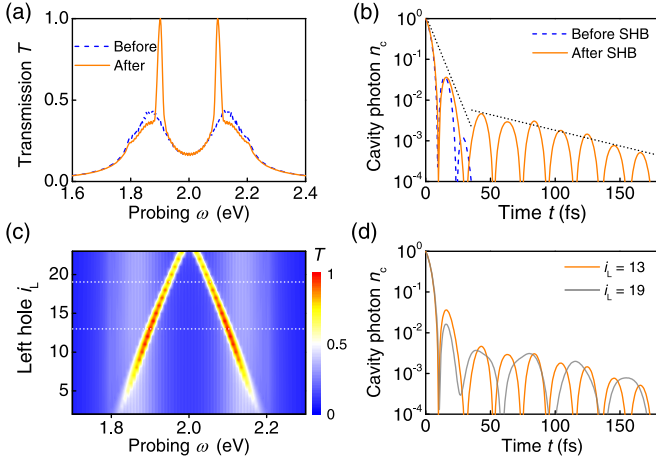 (a)
1.0
0.5
0.0
Transmission T
Before
After
1.6 1.8 2.0 2.2 2.4
Probing ω (eV)
(b)
10⁰
10⁻¹
10⁻²
10⁻³
10⁻⁴
Cavity photon n_c
Before SHB
After SHB
0 50 100 150
Time t (fs)
(c)
20
15
10
5
Left hole i_L
1.8 2.0 2.2
Probing ω (eV)
T
1
0.5
0
(d)
10⁰
10⁻¹
10⁻²
10⁻³
10⁻⁴
Cavity photon n_c
i_L = 13
i_L = 19
0 50 100 150
Time t (fs)